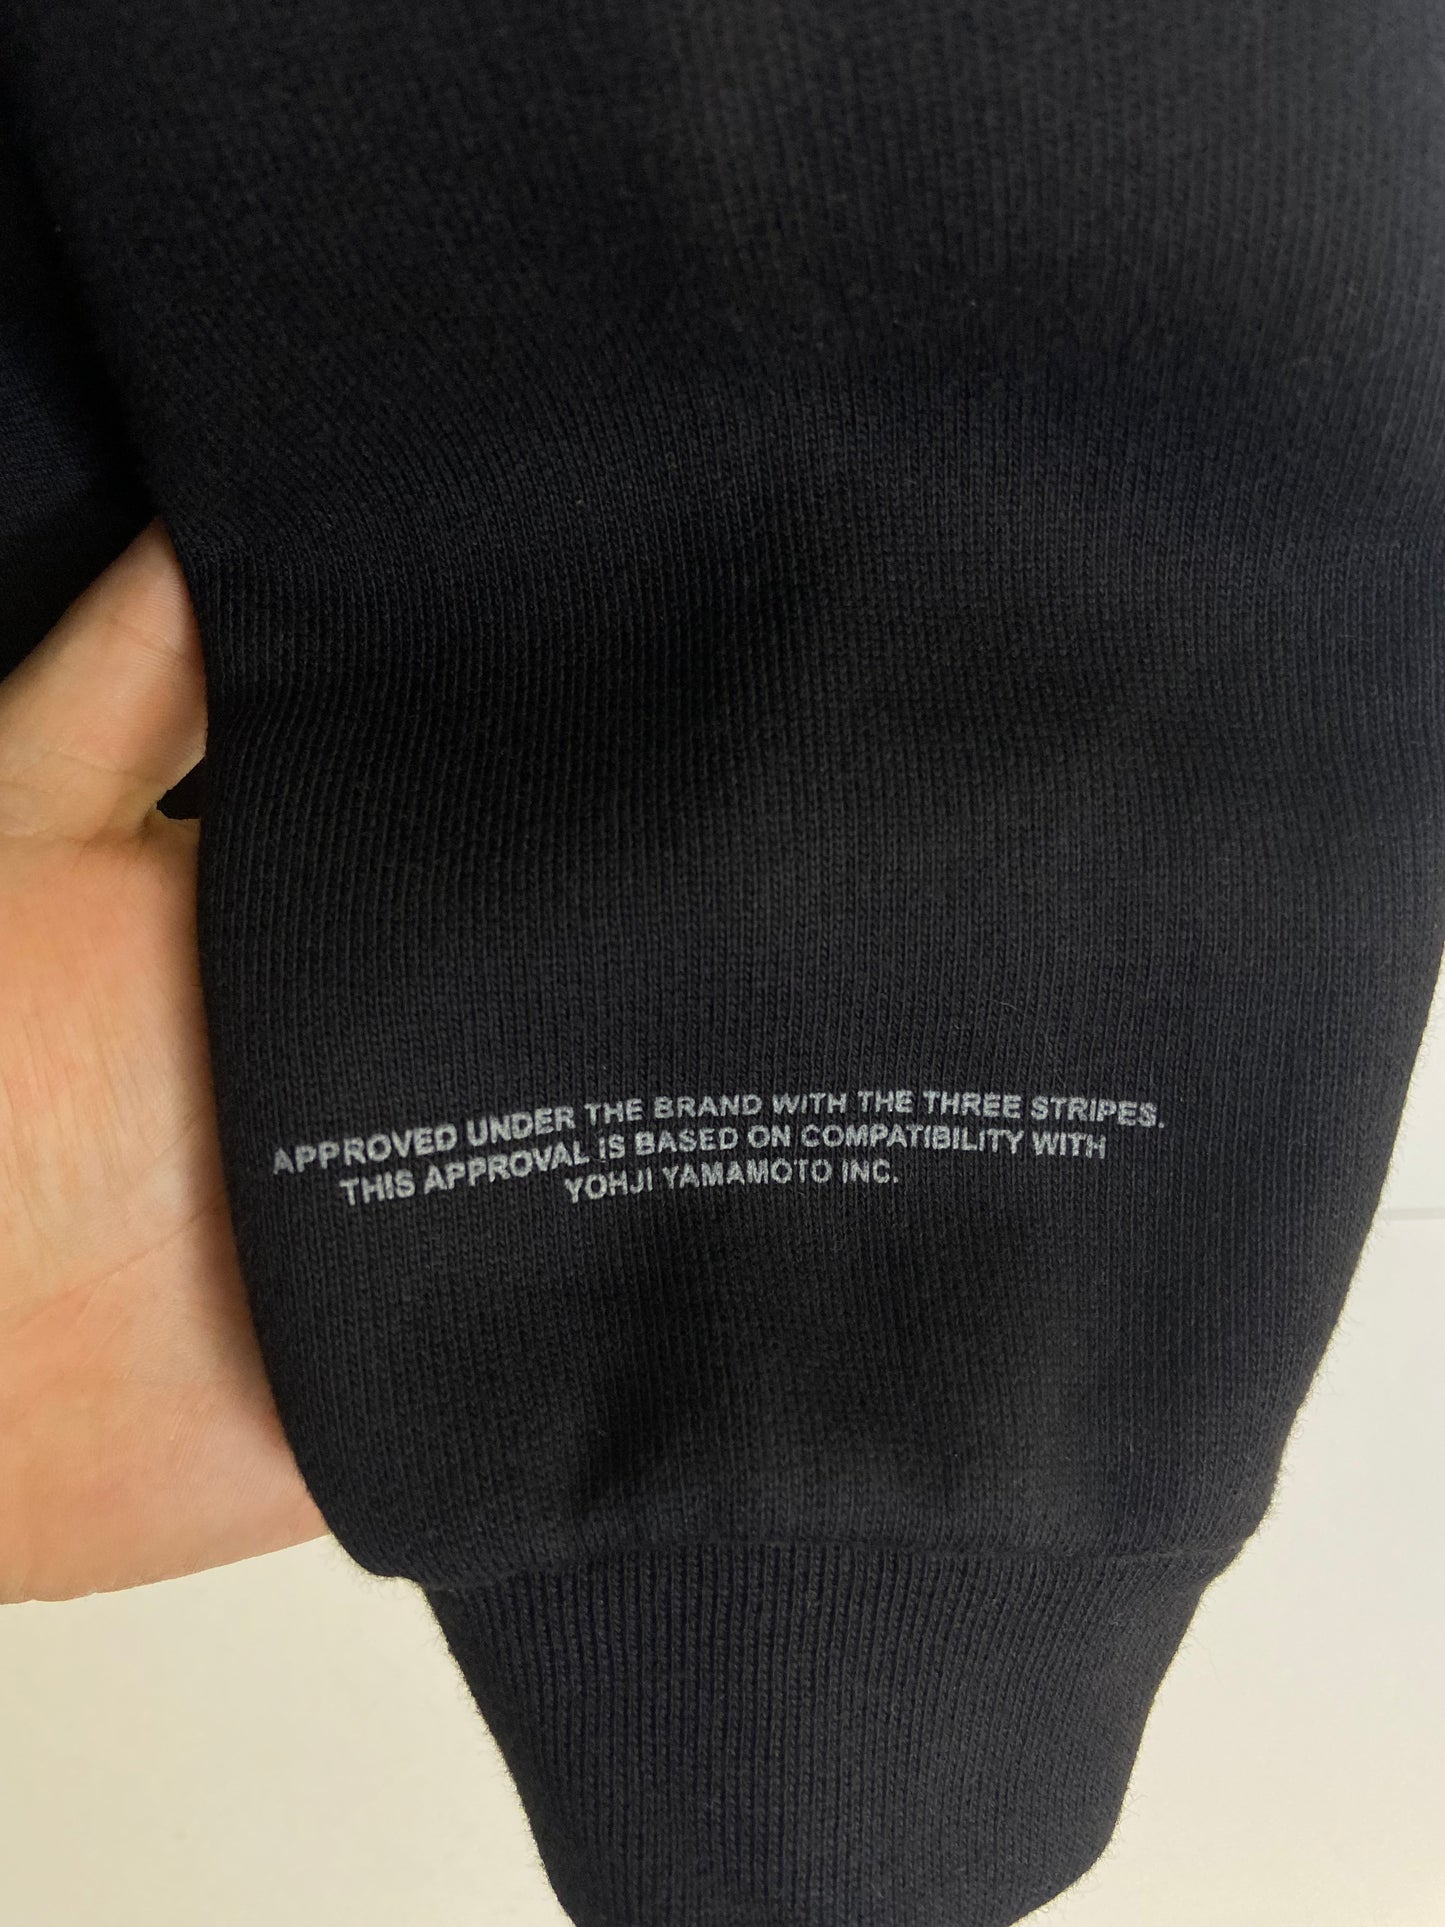 APPROVED UNDER THE BRAND WITH THE THREE STRIPES.
THIS APPROVAL IS BASED ON COMPATIBILITY WITH
YOHJI YAMAMOTO INC.